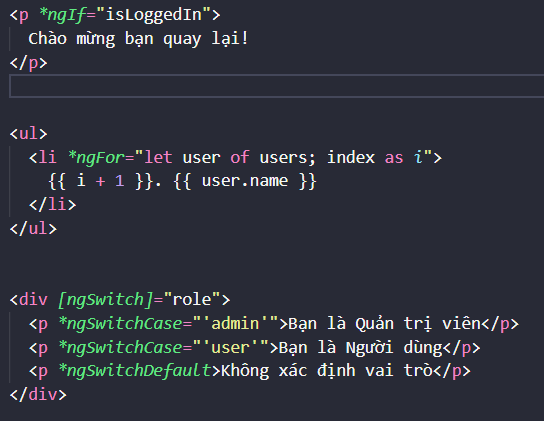 <p *ngIf="isLoggedIn">
  Chào mừng bạn quay lại!
</p>
<ul>
  <li *ngFor="let user of users; index as i">
    {{ i + 1 }}. {{ user.name }}
  </li>
</ul>
<div [ngSwitch]="role">
  <p *ngSwitchCase="'admin'">Bạn là Quản trị viên</p>
  <p *ngSwitchCase="'user'">Bạn là Người dùng</p>
  <p *ngSwitchDefault>Không xác định vai trò</p>
</div>